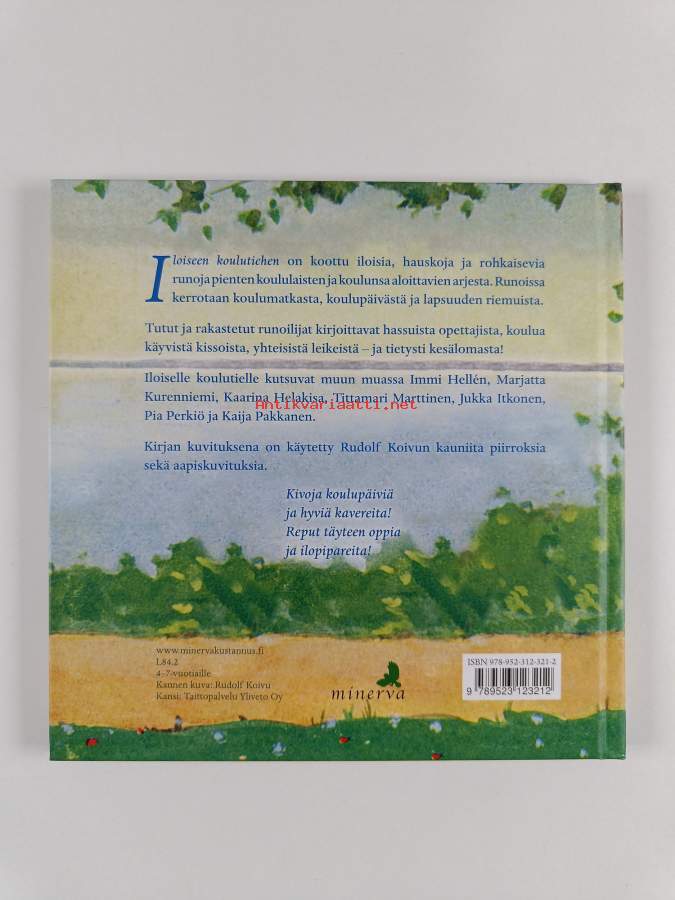 Iloiseen koulutiehen on koottu iloisia, hauskoja ja rohkaisevia
runoja pienten koululaisten ja koulunsa aloittavien arjesta. Runoissa
kerrotaan koulumatkasta, koulupäivästä ja lapsuuden riemuista.
Tutut ja rakastetut runoilijat kirjoittavat hassuista opettajista, koulua
käyvistä kissoista, yhteisistä leikeistä – ja tietysti kesälomasta!
Iloiselle koulutielle kutsuvat muun muassa Immi Hellén, Marjatta
Kurenniemi, Kaarina Helakisa, Tittamari Marttinen, Jukka Itkonen,
Antikvariaatti.net
Pia Perkiö ja Kaija Pakkanen.
Kirjan kuvituksena on käytetty Rudolf Koivun kauniita piirroksia
sekä aapiskuvituksia.
Kivoja koulupäiviä
ja hyviä kavereita!
Reput täyteen oppia
ja ilopipareita!
www.minervakustannus.fi
L84.2
4–7-vuotiaille
Kannen kuva: Rudolf Koivu
Kansi: Taittopalvelu Yliveto Oy
minerva
ISBN 978-952-312-321-2
9 789523 123212